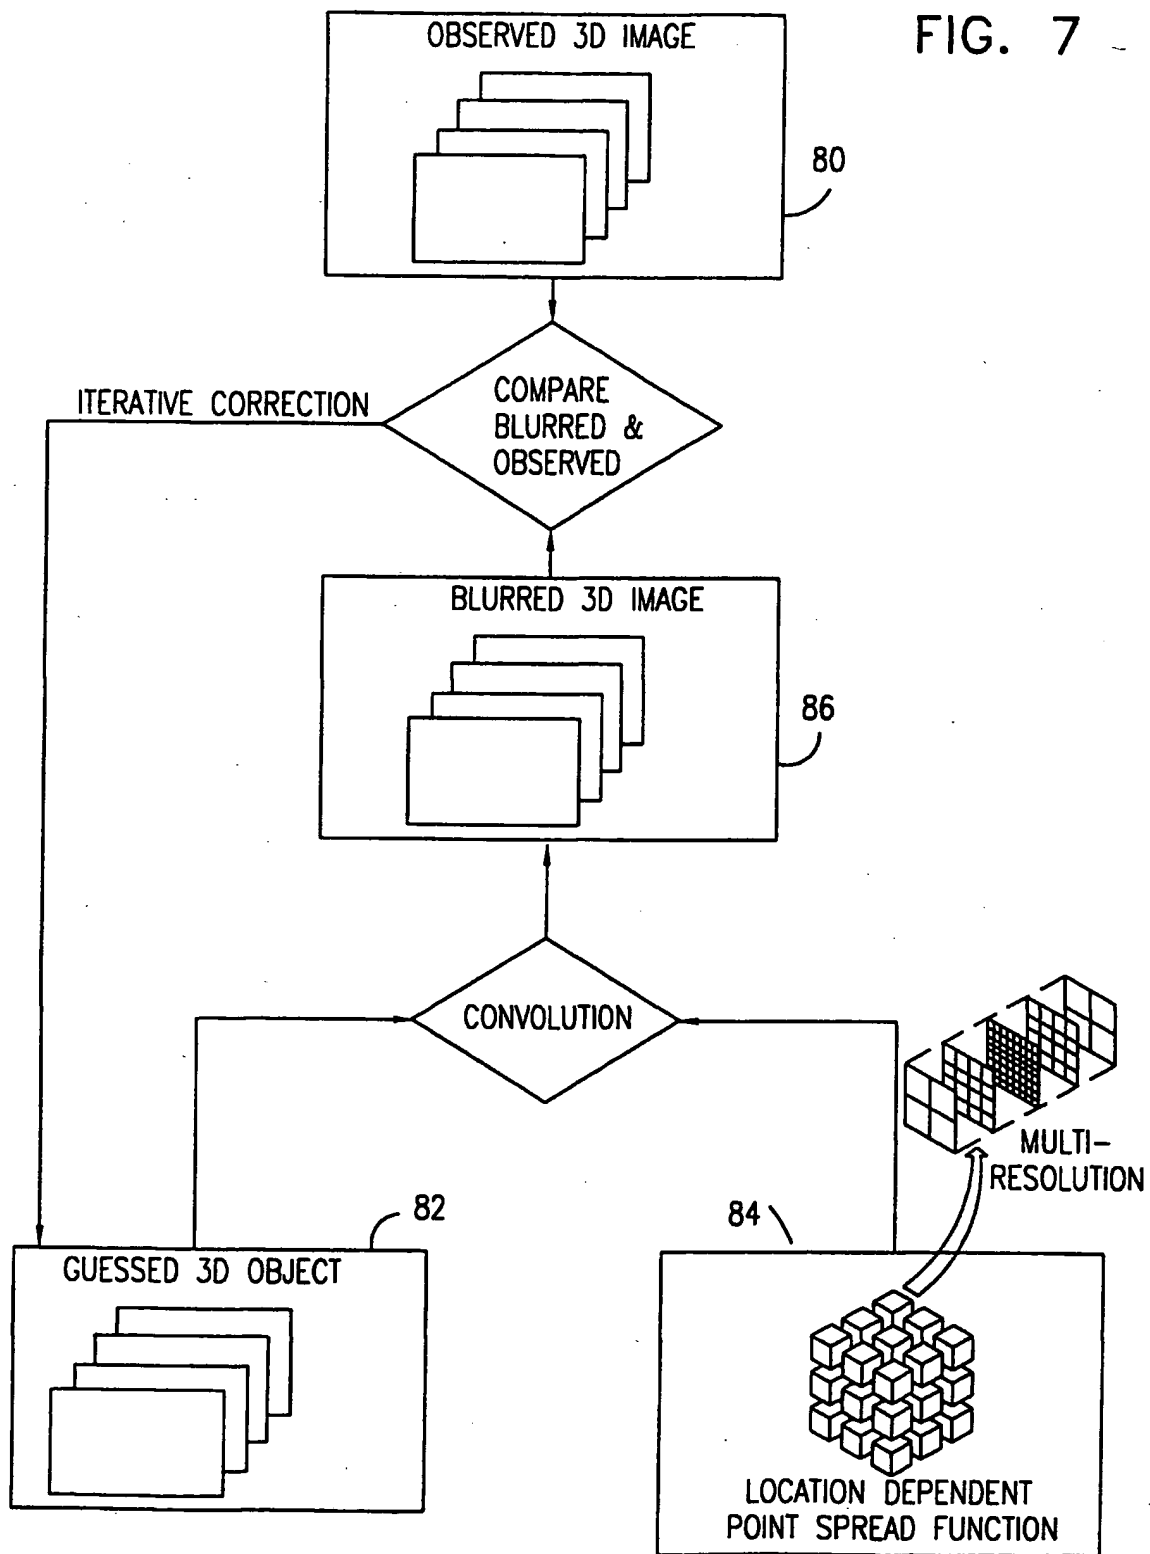 OBSERVED 3D IMAGE
FIG. 7
80
ITERATIVE CORRECTION
COMPARE
BLURRED &
OBSERVED
BLURRED 3D IMAGE
86
CONVOLUTION
MULTI-
RESOLUTION
82
84
GUESSED 3D OBJECT
LOCATION DEPENDENT
POINT SPREAD FUNCTION